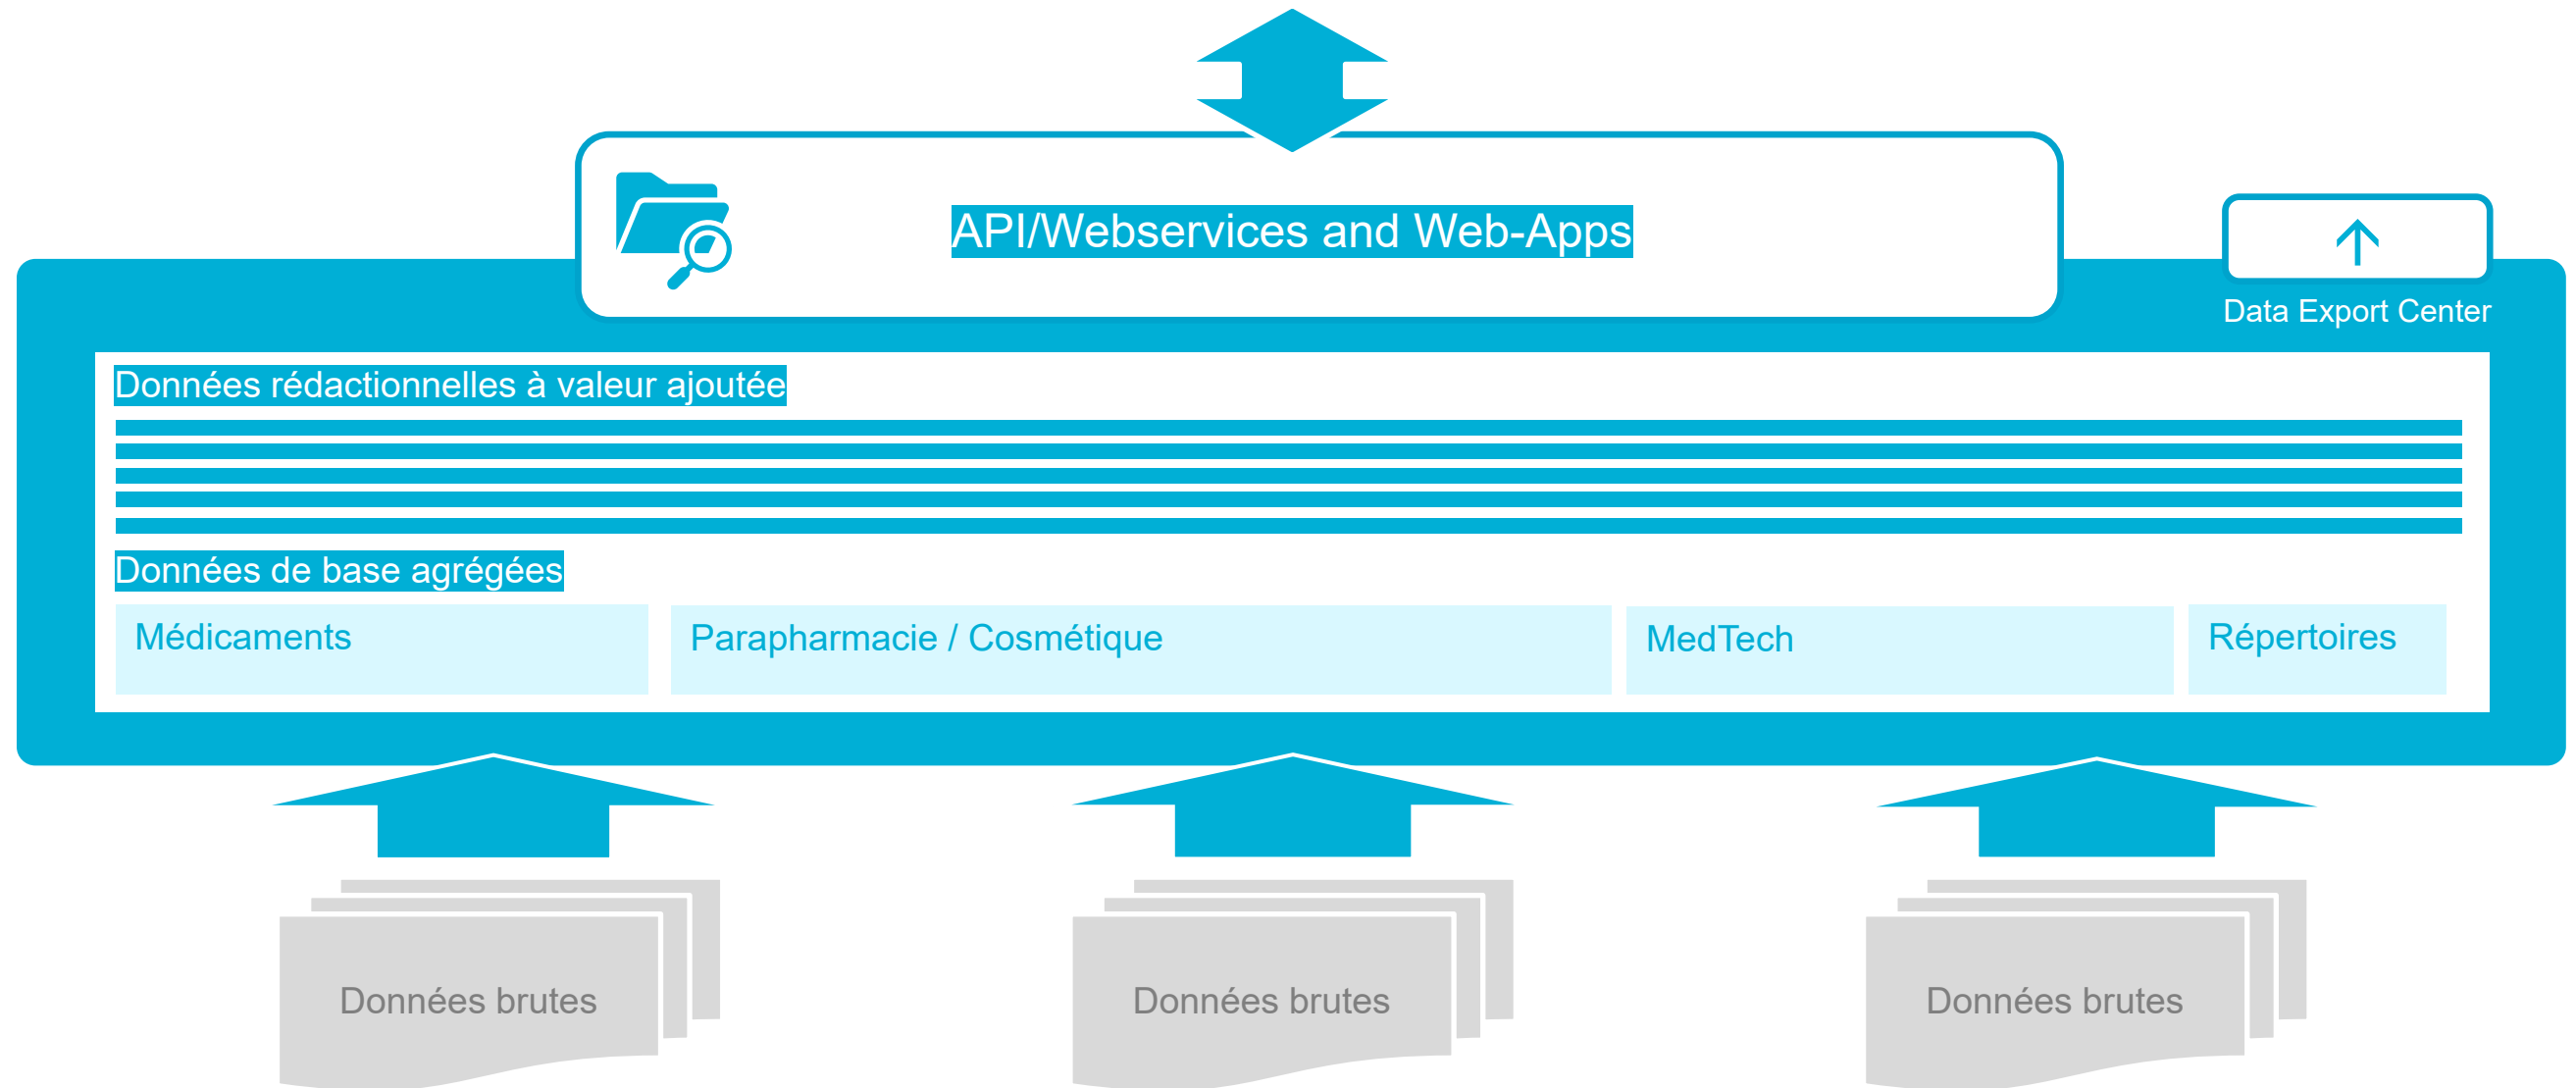 API/Webservices and Web-Apps
Data Export Center
Données rédactionnelles à valeur ajoutée
Données de base agrégées
Médicaments
Parapharmacie / Cosmétique
MedTech
Répertoires
Données brutes
Données brutes
Données brutes